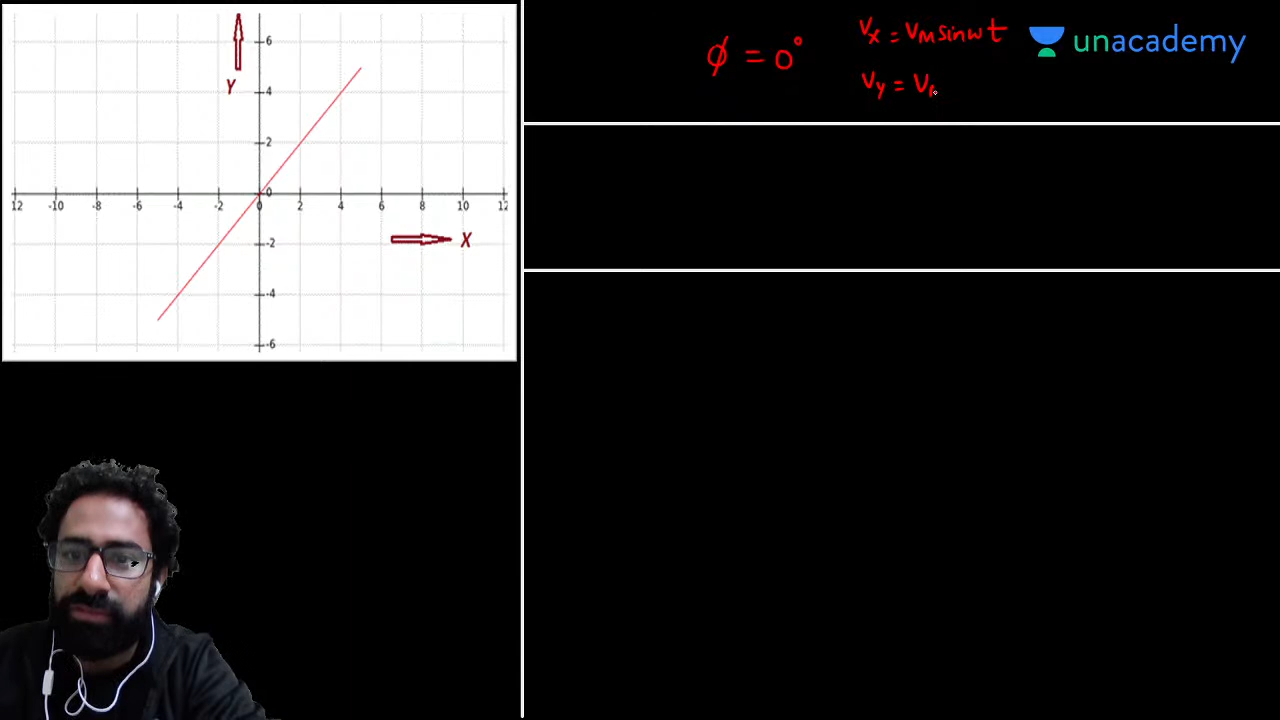 6
Y
4
2
0
12 -10 -8 -6 -4 -2 0 2 4 6 8 10 12
-2
X
-4
-6
ϕ = 0°
Vx = VM sinωt
Vy = V
unacademy